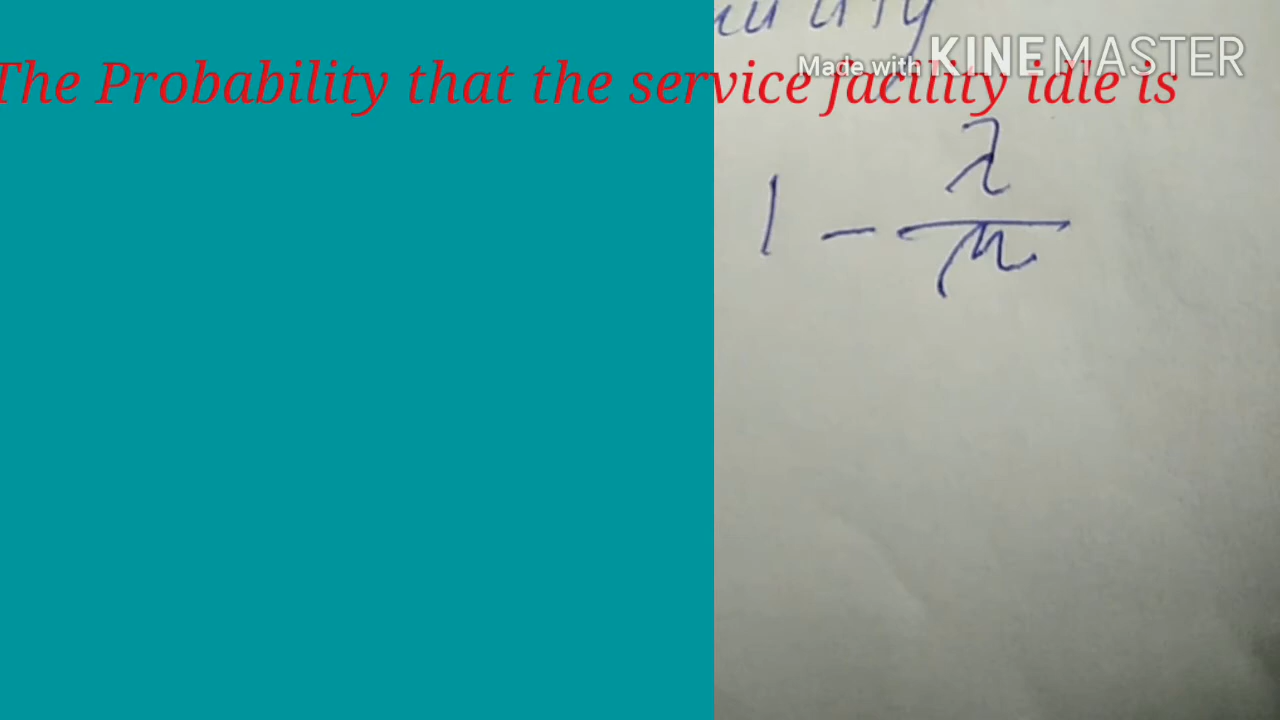 Made with KINEMASTER
The Probability that the service facility idle is
1 - λ/μ